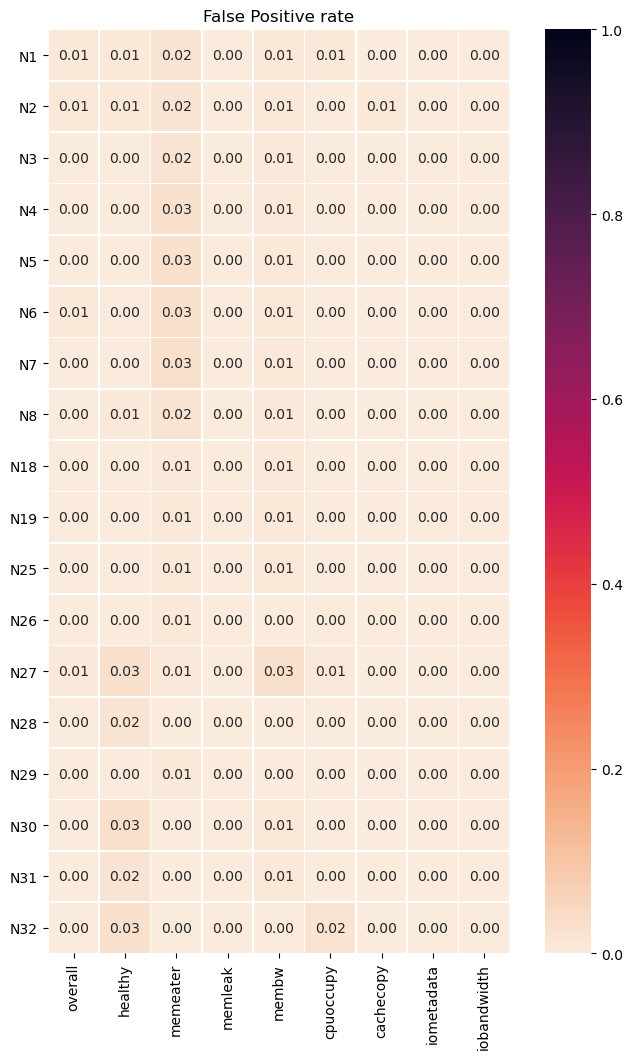 False Positive rate
N1 0.01 0.01 0.02 0.00 0.01 0.01 0.00 0.00 0.00
N2 0.01 0.01 0.02 0.00 0.01 0.00 0.01 0.00 0.00
N3 0.00 0.00 0.02 0.00 0.01 0.00 0.00 0.00 0.00
N4 0.00 0.00 0.03 0.00 0.01 0.00 0.00 0.00 0.00
N5 0.00 0.00 0.03 0.00 0.01 0.00 0.00 0.00 0.00
N6 0.01 0.00 0.03 0.00 0.01 0.00 0.00 0.00 0.00
N7 0.00 0.00 0.03 0.00 0.01 0.00 0.00 0.00 0.00
N8 0.00 0.01 0.02 0.00 0.01 0.00 0.00 0.00 0.00
N18 0.00 0.00 0.01 0.00 0.01 0.00 0.00 0.00 0.00
N19 0.00 0.00 0.01 0.00 0.01 0.00 0.00 0.00 0.00
N25 0.00 0.00 0.01 0.00 0.01 0.00 0.00 0.00 0.00
N26 0.00 0.00 0.01 0.00 0.00 0.00 0.00 0.00 0.00
N27 0.01 0.03 0.01 0.00 0.03 0.01 0.00 0.00 0.00
N28 0.00 0.02 0.00 0.00 0.00 0.00 0.00 0.00 0.00
N29 0.00 0.00 0.01 0.00 0.00 0.00 0.00 0.00 0.00
N30 0.00 0.03 0.00 0.00 0.01 0.00 0.00 0.00 0.00
N31 0.00 0.02 0.00 0.00 0.01 0.00 0.00 0.00 0.00
N32 0.00 0.03 0.00 0.00 0.00 0.02 0.00 0.00 0.00
overall
healthy
memeater
memleak
membw
cpuoccupy
cachecopy
iometadata
iobandwidth
1.0
0.8
0.6
0.4
0.2
0.0